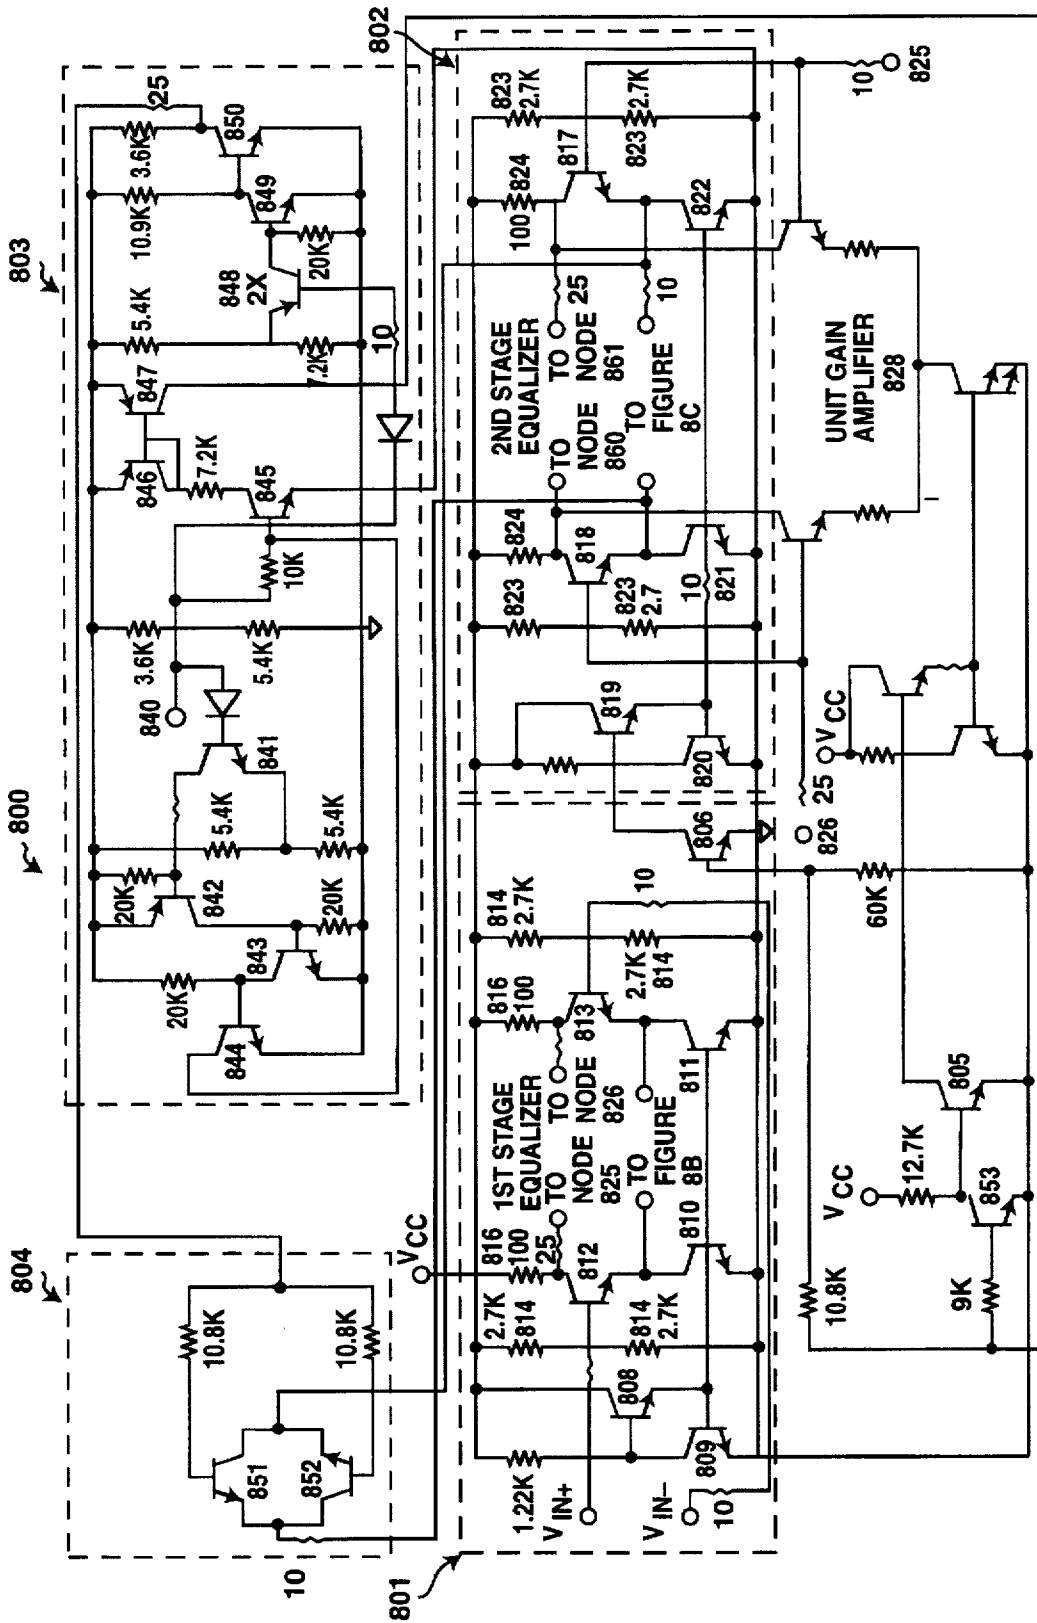 800
803
804
801
802
10
10.8K
10.8K
851
852
20K
844
843
20K
842
20K
5.4K
5.4K
841
840
3.6K
5.4K
10K
845
7.2K
846
847
5.4K
7.2K
848
2X
20K
849
10.9K
3.6K
850
25
10
VCC
1.22K
VIN+
VIN−
10
809
808
2.7K
814
814
2.7K
816
100
25
812
810
1ST STAGE
EQUALIZER
TO
NODE
825
TO
NODE
826
TO
FIGURE
8B
816
100
813
811
814
2.7K
2.7K
814
10
806
819
820
823
823
2.7
824
818
10
821
2ND STAGE
EQUALIZER
TO
NODE
860
TO
NODE
861
TO
FIGURE
8C
25
10
824
100
817
822
823
2.7K
2.7K
823
10
825
25
826
VCC
UNIT GAIN
AMPLIFIER
828
−
60K
10.8K
9K
853
VCC
12.7K
805